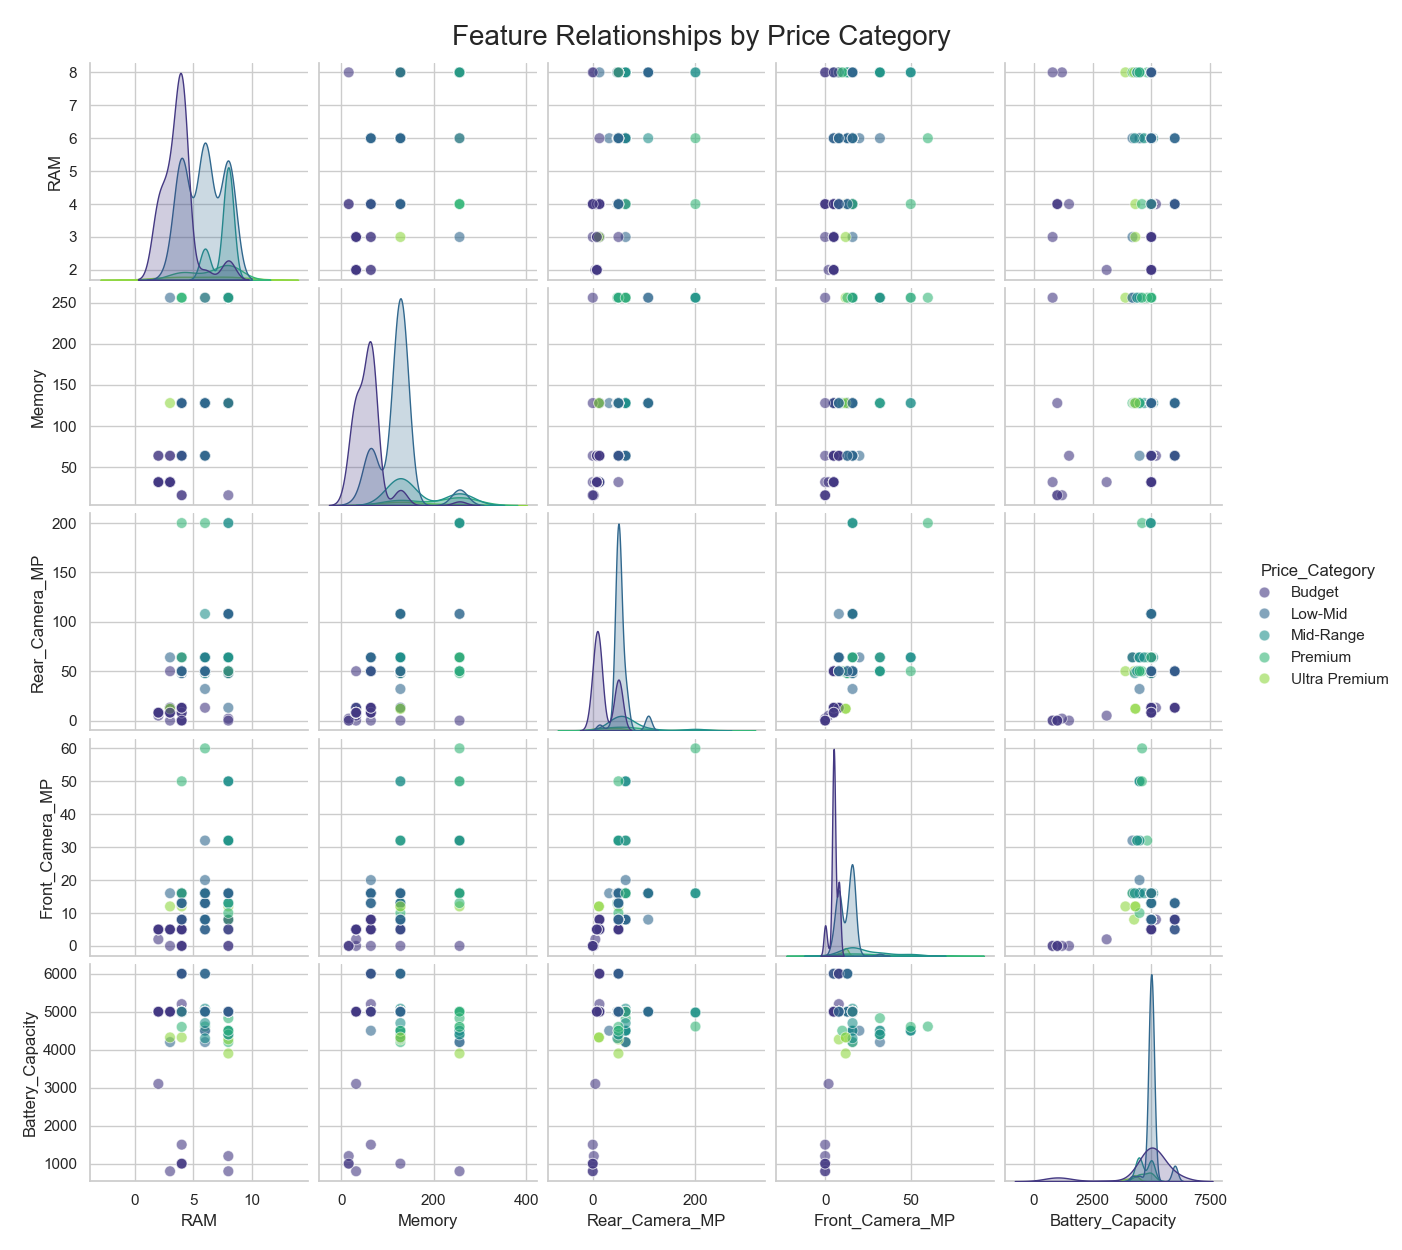 Feature Relationships by Price Category
8
7
6
5
4
3
2
RAM
250
200
150
100
50
Memory
200
150
100
50
0
Rear_Camera_MP
Price_Category
Budget
Low-Mid
Mid-Range
Premium
Ultra Premium
60
50
40
30
20
10
0
Front_Camera_MP
6000
5000
4000
3000
2000
1000
Battery_Capacity
0 5 10 0 200 400 0 200 0 50 0 2500 5000 7500
RAM Memory Rear_Camera_MP Front_Camera_MP Battery_Capacity